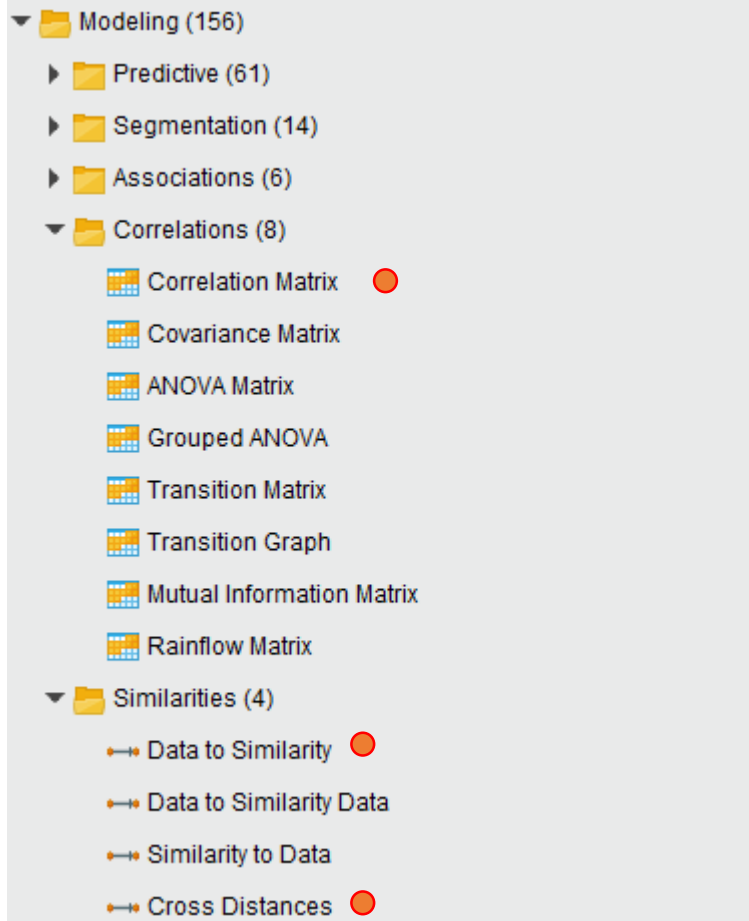 Modeling (156)
Predictive (61)
Segmentation (14)
Associations (6)
Correlations (8)
Correlation Matrix
Covariance Matrix
ANOVA Matrix
Grouped ANOVA
Transition Matrix
Transition Graph
Mutual Information Matrix
Rainflow Matrix
Similarities (4)
Data to Similarity
Data to Similarity Data
Similarity to Data
Cross Distances